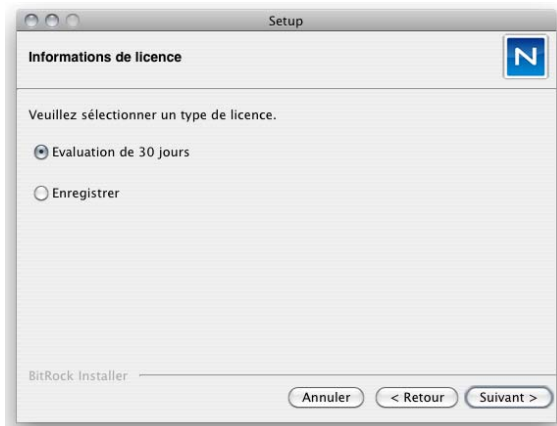 Setup
Informations de licence
N
Veuillez sélectionner un type de licence.
Evaluation de 30 jours
Enregistrer
BitRock Installer
Annuler
< Retour
Suivant >